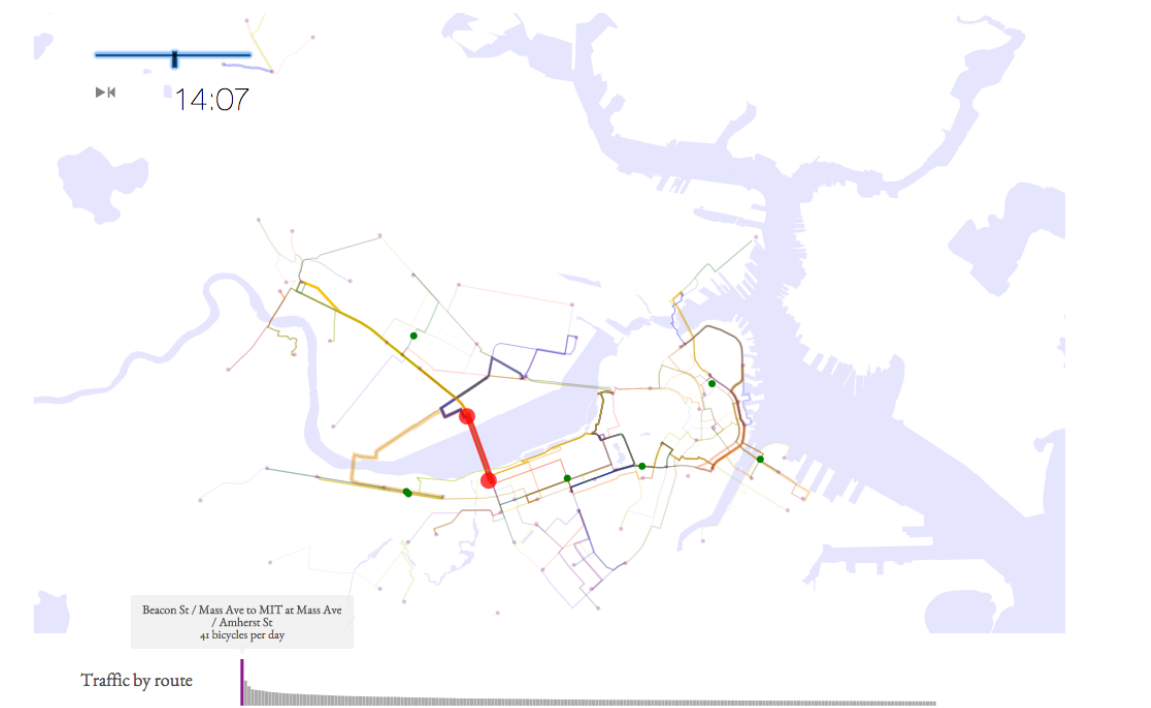 14:07
Beacon St / Mass Ave to MIT at Mass Ave
/ Amherst St
41 bicycles per day
Traffic by route